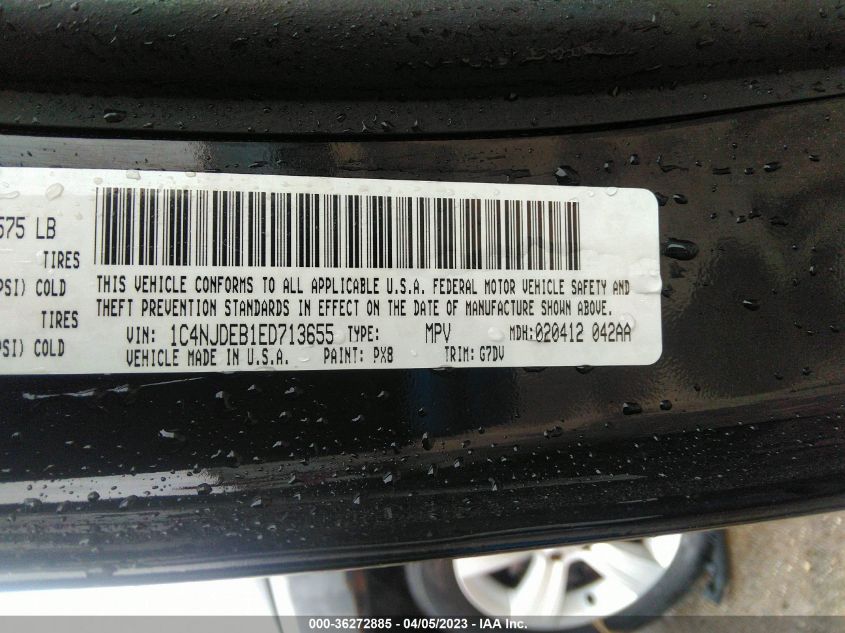 575 LB
TIRES
PSI) COLD
TIRES
PSI) COLD
THIS VEHICLE CONFORMS TO ALL APPLICABLE U.S.A. FEDERAL MOTOR VEHICLE SAFETY AND
THEFT PREVENTION STANDARDS IN EFFECT ON THE DATE OF MANUFACTURE SHOWN ABOVE.
VIN: 1C4NJDEB1ED713655 TYPE: MPV MDH:020412 042AA
VEHICLE MADE IN U.S.A. PAINT: PX8 TRIM: G7DV
000-36272885 - 04/05/2023 - IAA Inc.